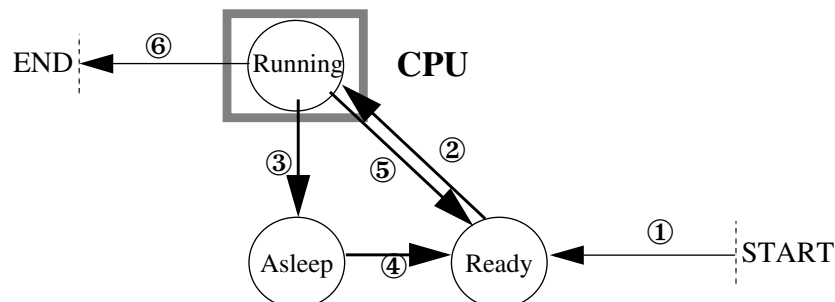 ⑥
END
Running
CPU
③
②
⑤
①
START
Asleep
④
Ready